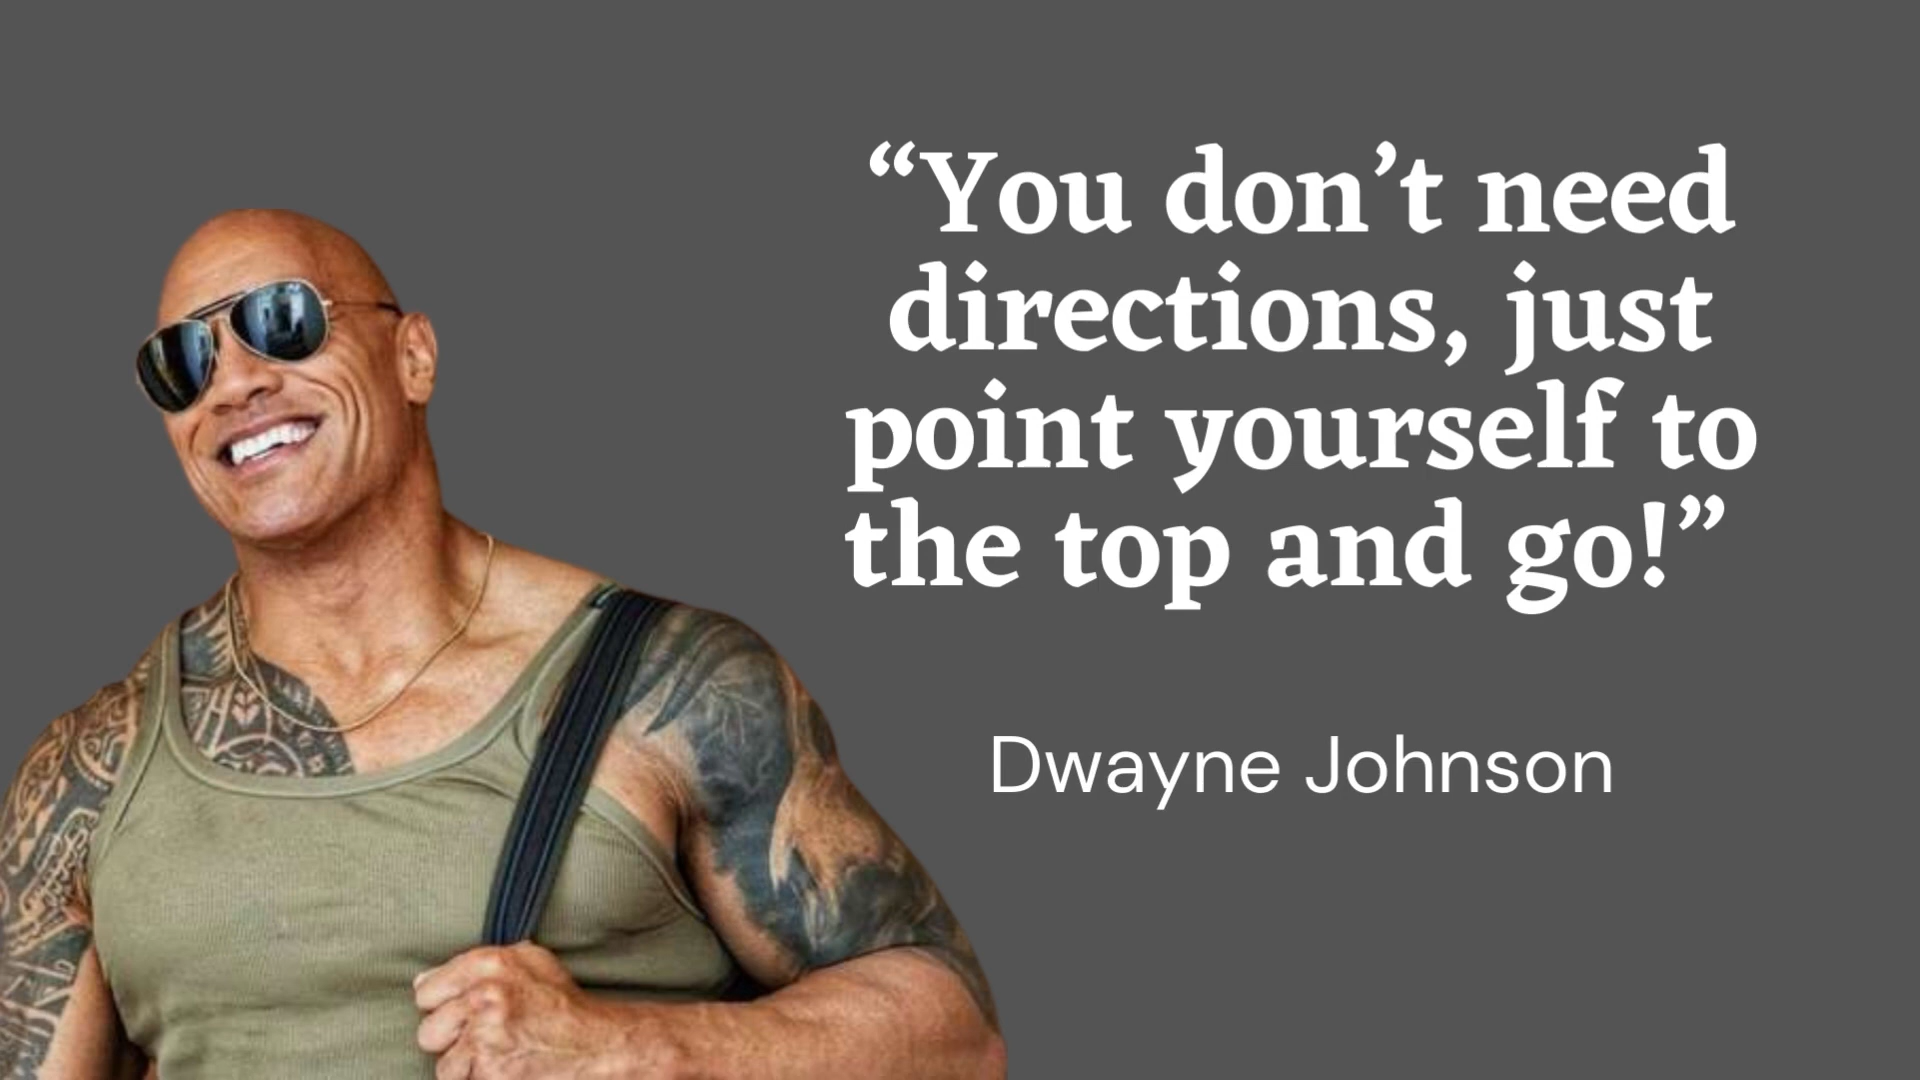 “You don’t need
directions, just
point yourself to
the top and go!”
Dwayne Johnson